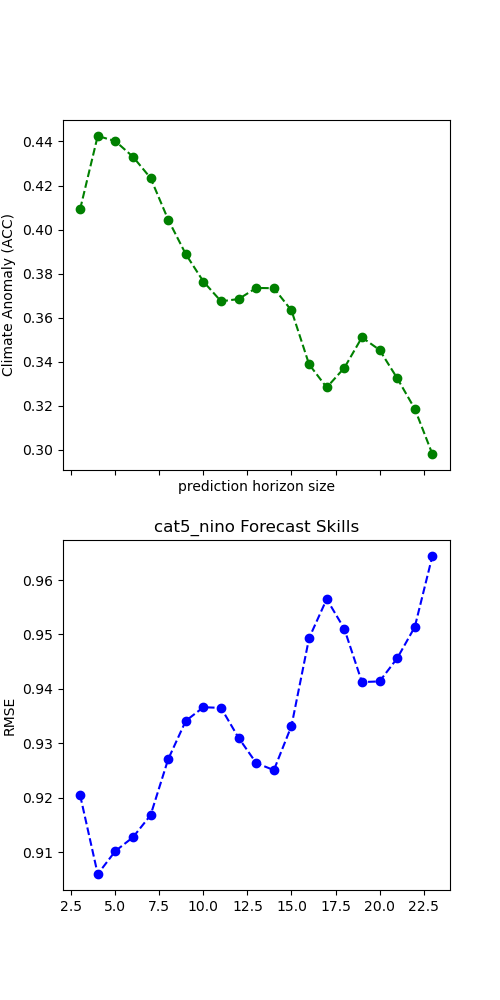 0.44
0.42
0.40
0.38
0.36
0.34
0.32
0.30
Climate Anomaly (ACC)
prediction horizon size
cat5_nino Forecast Skills
0.96
0.95
0.94
0.93
0.92
0.91
RMSE
2.5 5.0 7.5 10.0 12.5 15.0 17.5 20.0 22.5